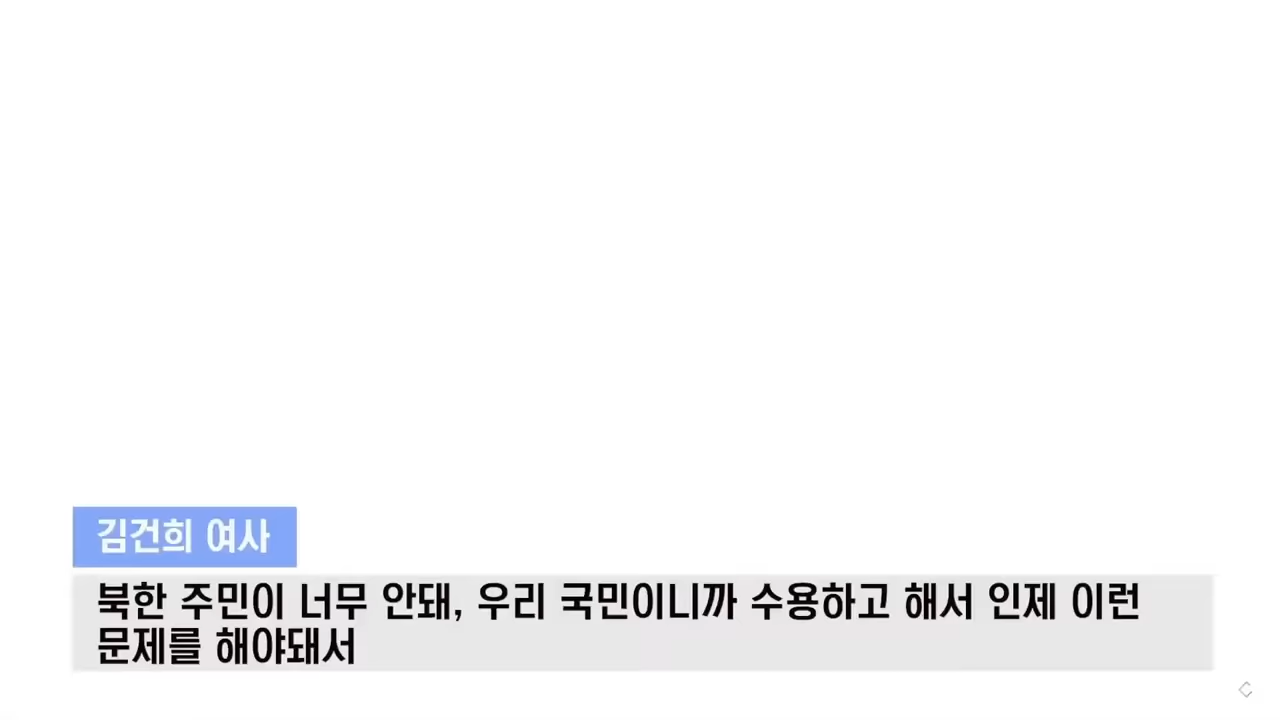 김건희 여사
북한 주민이 너무 안돼, 우리 국민이니까 수용하고 해서 인제 이런
문제를 해야돼서